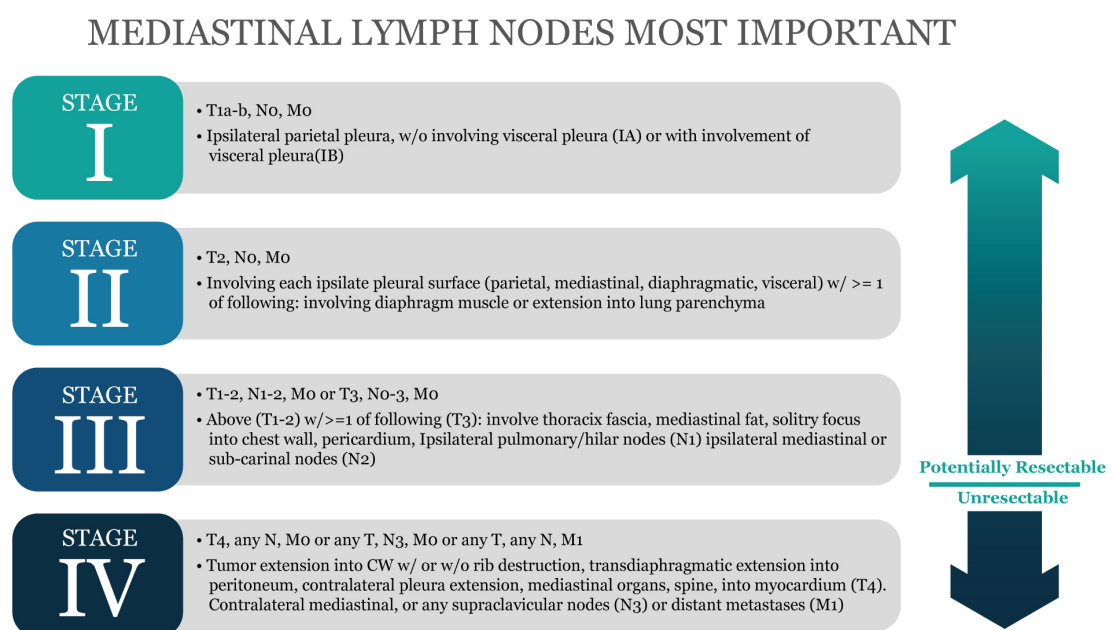 MEDIASTINAL LYMPH NODES MOST IMPORTANT
STAGE
I
• T1a-b, N0, M0
• Ipsilateral parietal pleura, w/o involving visceral pleura (IA) or with involvement of
visceral pleura(IB)
STAGE
II
• T2, N0, M0
• Involving each ipsilate pleural surface (parietal, mediastinal, diaphragmatic, visceral) w/ >= 1
of following: involving diaphragm muscle or extension into lung parenchyma
STAGE
III
• T1-2, N1-2, M0 or T3, N0-3, M0
• Above (T1-2) w/>=1 of following (T3): involve thoracix fascia, mediastinal fat, solitry focus
into chest wall, pericardium, Ipsilateral pulmonary/hilar nodes (N1) ipsilateral mediastinal or
sub-carinal nodes (N2)
Potentially Resectable
Unresectable
STAGE
IV
• T4, any N, M0 or any T, N3, M0 or any T, any N, M1
• Tumor extension into CW w/ or w/o rib destruction, transdiaphragmatic extension into
peritoneum, contralateral pleura extension, mediastinal organs, spine, into myocardium (T4).
Contralateral mediastinal, or any supraclavicular nodes (N3) or distant metastases (M1)